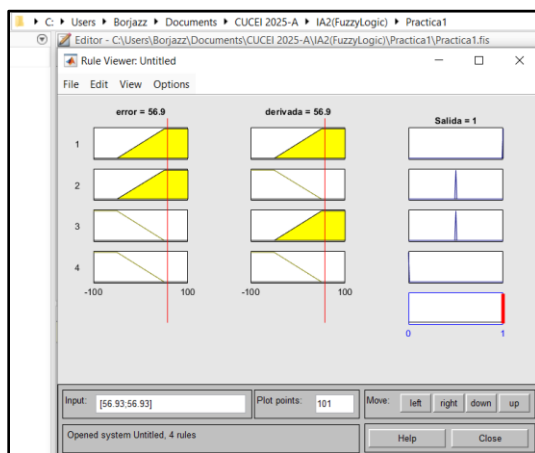 C: Users Borjazz Documents CUCEI 2025-A IA2(FuzzyLogic) Practica1
Editor - C:\Users\Borjazz\Documents\CUCEI 2025-A\IA2(FuzzyLogic)\Practica1\Practica1.fis
Rule Viewer: Untitled
File Edit View Options
error = 56.9 derivada = 56.9 Salida = 1
1
2
3
4
-100 100 -100 100
0 1
Input: [56.93;56.93] Plot points: 101 Move: left right down up
Opened system Untitled, 4 rules Help Close